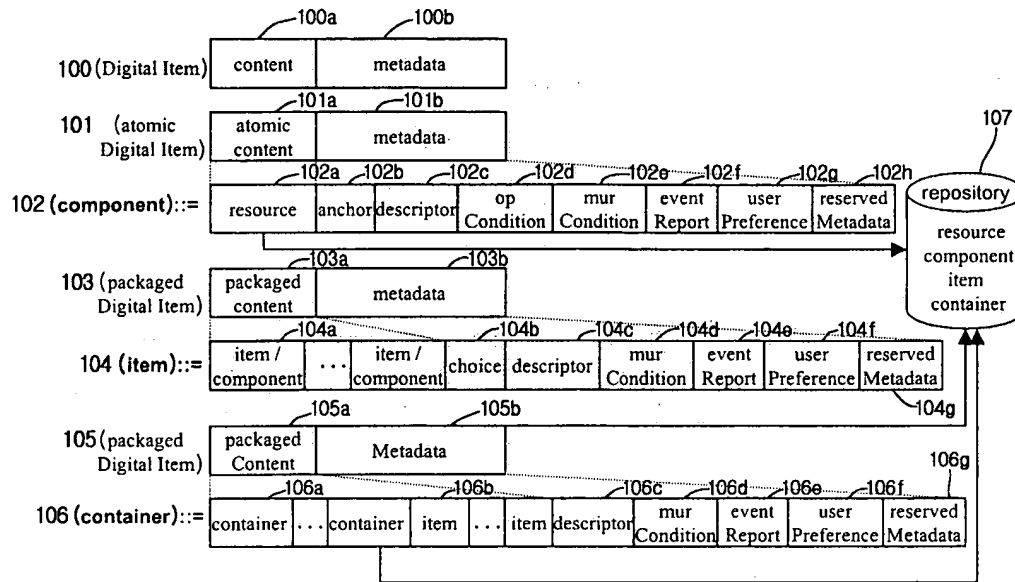 100a 100b
100 (Digital Item) content metadata
101a 101b
101 (atomic Digital Item) atomic content metadata
107
102a 102b 102c 102d 102e 102f 102g 102h
102 (component)::= resource anchor descriptor op Condition mur Condition event Report user Preference reserved Metadata
repository
resource
component
item
container
103a 103b
103 (packaged Digital Item) packaged content metadata
104a 104b 104c 104d 104e 104f
104 (item)::= item / component ... item / component choice descriptor mur Condition event Report user Preference reserved Metadata
104g
105a 105b
105 (packaged Digital Item) packaged Content Metadata
106g
106a 106b 106c 106d 106e 106f
106 (container)::= container ... container item ... item descriptor mur Condition event Report user Preference reserved Metadata